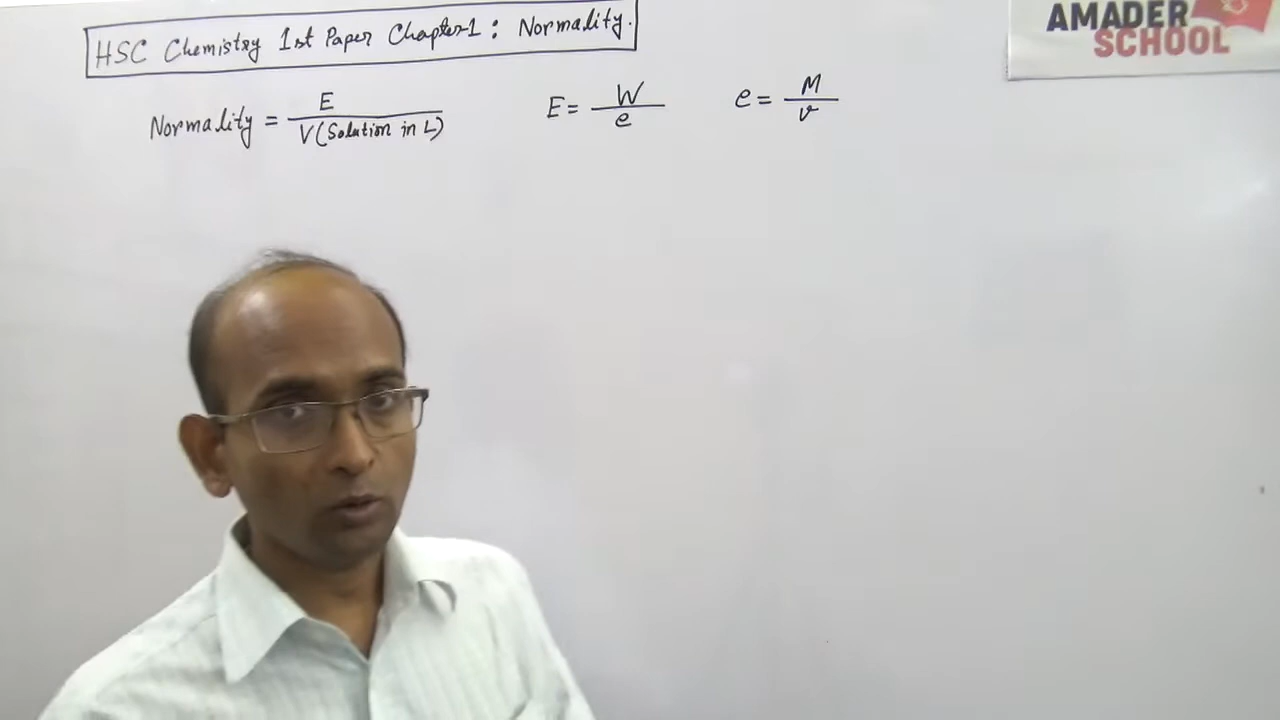 HSC Chemistry 1st Paper Chapter-1: Normality.
AMADER
SCHOOL
Normality = E / V(Solution in L)
E = W / e
e = M / v